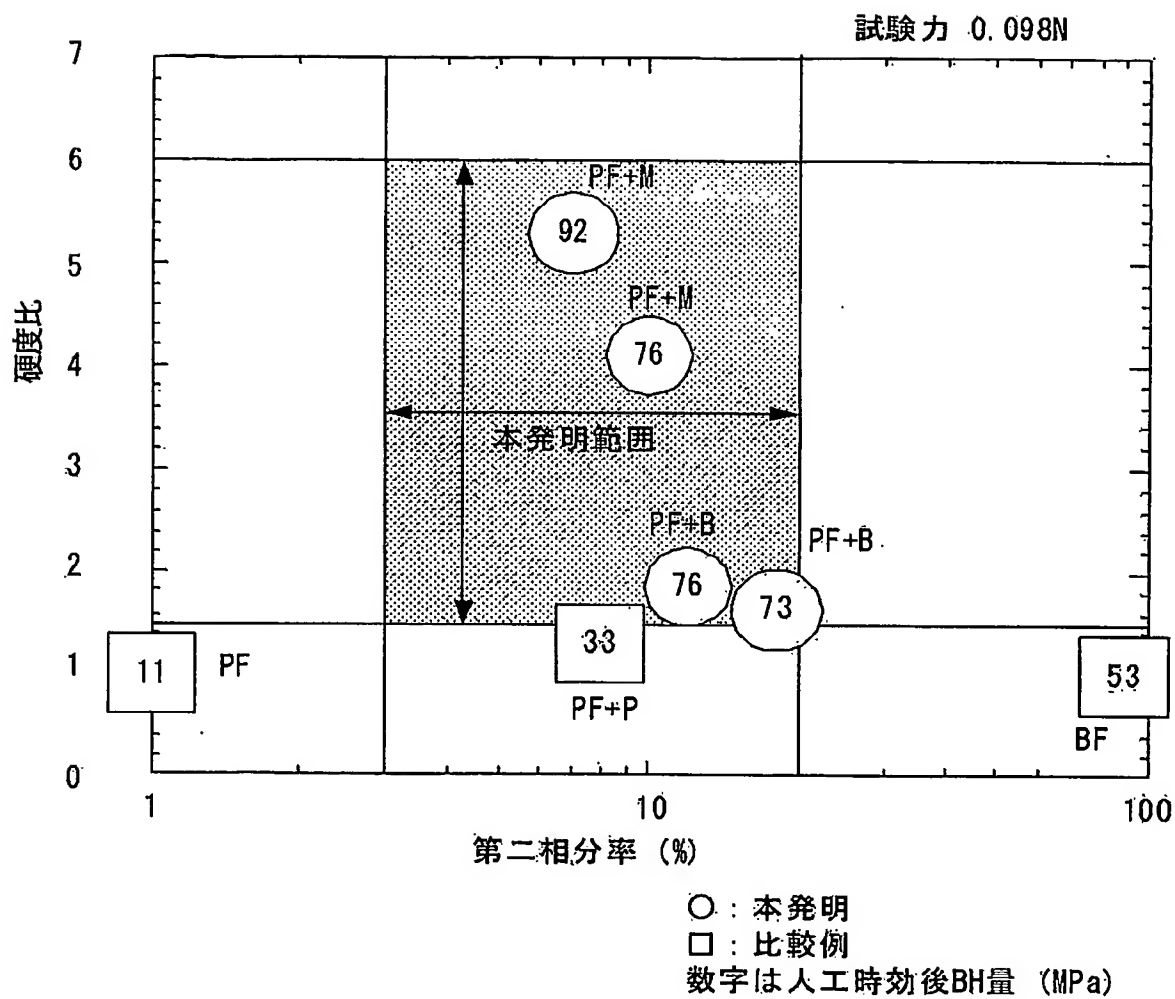 試験力 0.098N
7
6
5
4
3
2
1
0
硬度比
PF+M
92
PF+M
76
本発明範囲
PF+B
76
PF+B
73
33
PF+P
11
PF
53
BF
1
10
100
第二相分率 (%)
○ : 本発明
□ : 比較例
数字は人工時効後BH量 (MPa)